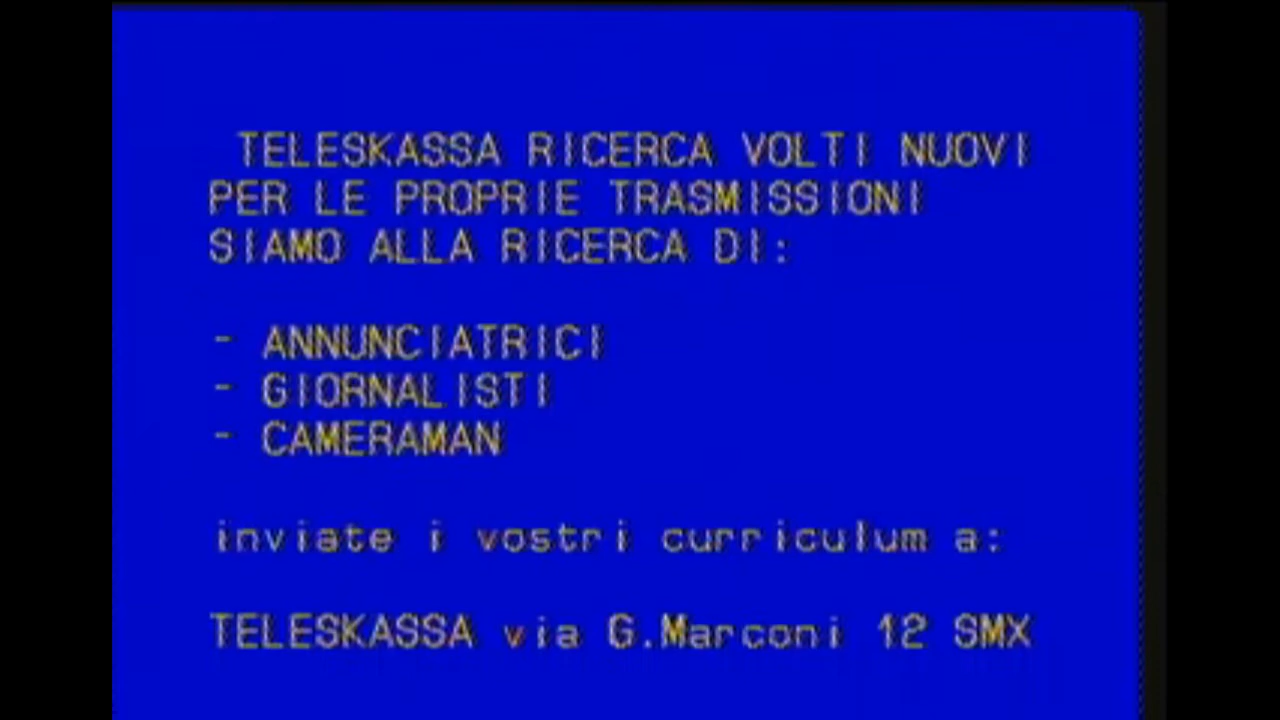 TELESKASSA RICERCA VOLTI NUOVI
PER LE PROPRIE TRASMISSIONI
SIAMO ALLA RICERCA DI:
- ANNUNCIATRICI
- GIORNALISTI
- CAMERAMAN
inviate i vostri curriculum a:
TELESKASSA via G.Marconi 12 SMX